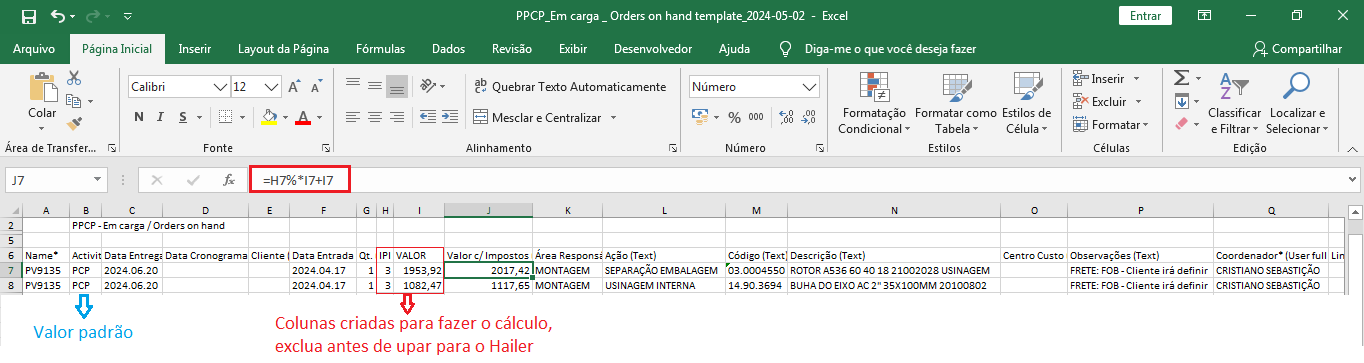 PPCP_Em carga _ Orders on hand template_2024-05-02 - Excel
Entrar
Arquivo Página Inicial Inserir Layout da Página Fórmulas Dados Revisão Exibir Desenvolvedor Ajuda Diga-me o que você deseja fazer Compartilhar
Colar
Calibri 12
N I S
Quebrar Texto Automaticamente
Mesclar e Centralizar
Número
% 000
Formatação Condicional
Formatar como Tabela
Estilos de Célula
Inserir
Excluir
Formatar
Classificar e Filtrar
Localizar e Selecionar
Área de Transfer... Fonte Alinhamento Número Estilos Células Edição
J7 fx =H7%*I7+I7
A B C D E F G H I J K L M N O P Q
2 PPCP - Em carga / Orders on hand
5
6 Name* Activit Data Entrega Data Cronograma Cliente ( Data Entrada Qt. IPI VALOR Valor c/ Impostos Área Responsá Ação (Text) Código (Text) Descrição (Text) Centro Custo Observações (Text) Coordenador* (User full Lin
7 PV9135 PCP 2024.06.20 2024.04.17 1 3 1953,92 2017,42 MONTAGEM SEPARAÇÃO EMBALAGEM 03.0004550 ROTOR A536 60 40 18 21002028 USINAGEM FRETE: FOB - Cliente irá definir CRISTIANO SEBASTIÃO
8 PV9135 PCP 2024.06.20 2024.04.17 1 3 1082,47 1117,65 MONTAGEM USINAGEM INTERNA 14.90.3694 BUHA DO EIXO AC 2" 35X100MM 20100802 FRETE: FOB - Cliente irá definir CRISTIANO SEBASTIÃO
Valor padrão
Colunas criadas para fazer o cálculo,
exclua antes de upar para o Hailer